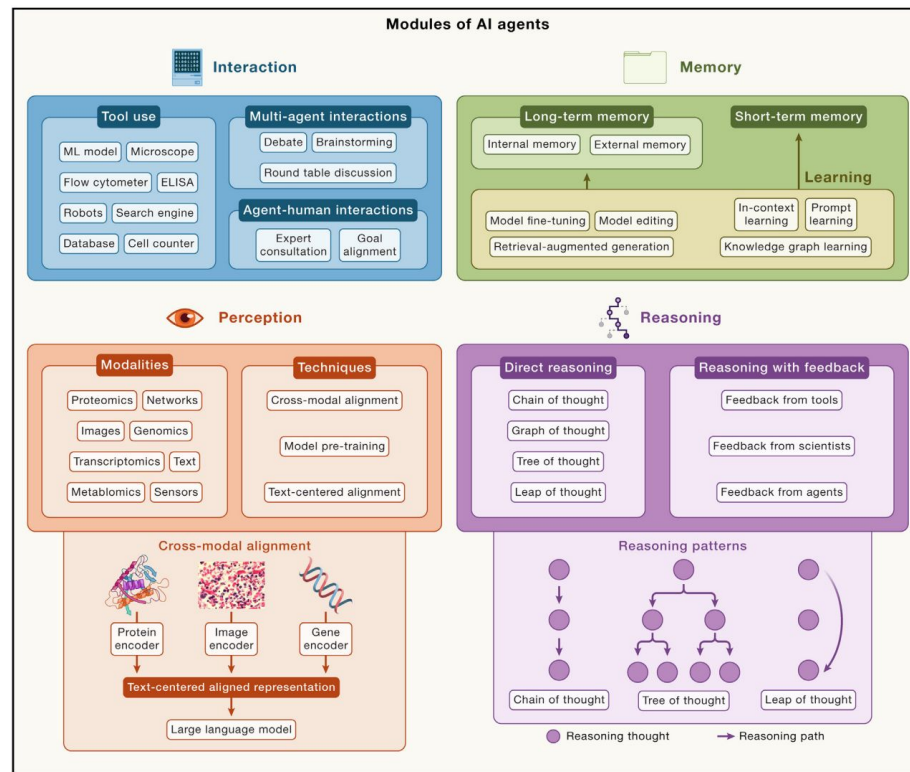 Modules of AI agents
Interaction
Tool use
ML model
Microscope
Flow cytometer
ELISA
Robots
Search engine
Database
Cell counter
Multi-agent interactions
Debate
Brainstorming
Round table discussion
Agent-human interactions
Expert
consultation
Goal
alignment
Memory
Long-term memory
Internal memory
External memory
Short-term memory
Learning
Model fine-tuning
Model editing
Retrieval-augmented generation
In-context
learning
Prompt
learning
Knowledge graph learning
Perception
Modalities
Proteomics
Networks
Images
Genomics
Transcriptomics
Text
Metablomics
Sensors
Techniques
Cross-modal alignment
Model pre-training
Text-centered alignment
Cross-modal alignment
Protein
encoder
Image
encoder
Gene
encoder
Text-centered aligned representation
Large language model
Reasoning
Direct reasoning
Chain of thought
Graph of thought
Tree of thought
Leap of thought
Reasoning with feedback
Feedback from tools
Feedback from scientists
Feedback from agents
Reasoning patterns
Chain of thought
Tree of thought
Leap of thought
Reasoning thought
Reasoning path